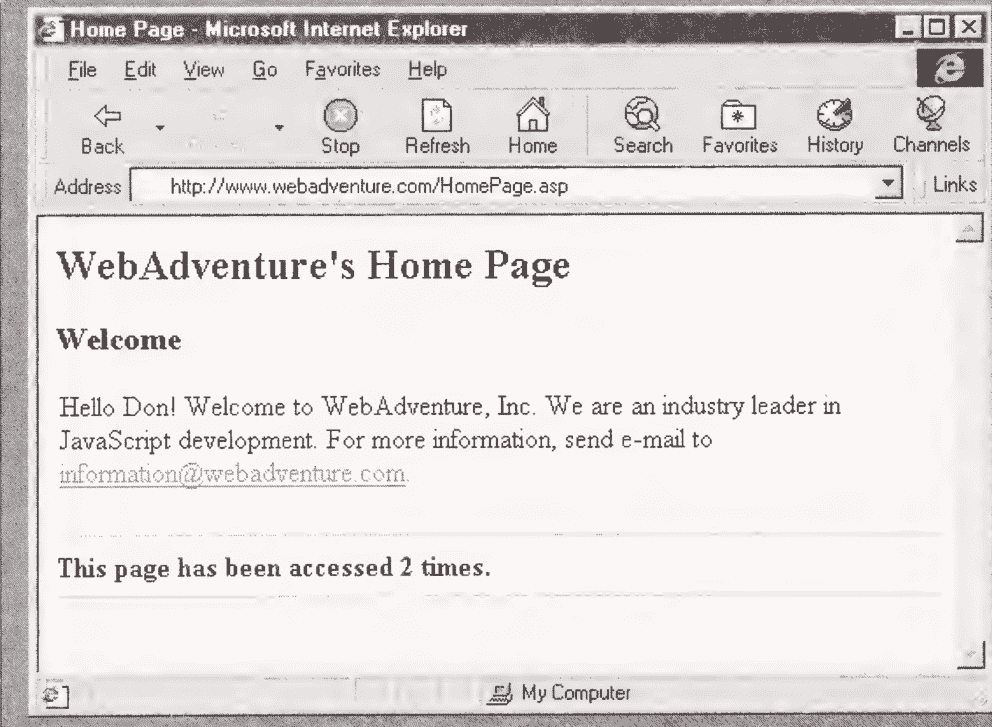 Home Page - Microsoft Internet Explorer
File Edit View Go Favorites Help
Back Stop Refresh Home Search Favorites History Channels
Address http://www.webadventure.com/HomePage.asp Links
WebAdventure's Home Page
Welcome
Hello Don! Welcome to WebAdventure, Inc. We are an industry leader in
JavaScript development. For more information, send e-mail to
information@webadventure.com.
This page has been accessed 2 times.
My Computer